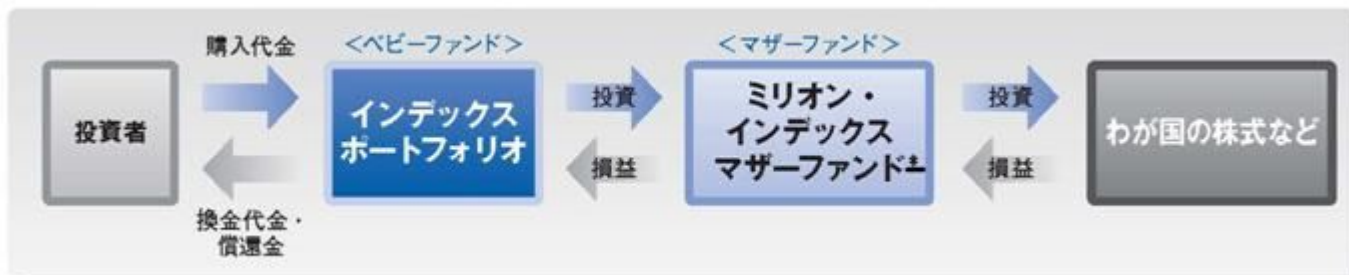 購入代金
<ベビーファンド>
<マザーファンド>
投資者
インデックス
ポートフォリオ
投資
ミリオン・
インデックス
マザーファンド
投資
わが国の株式など
損益
損益
換金代金・
償還金